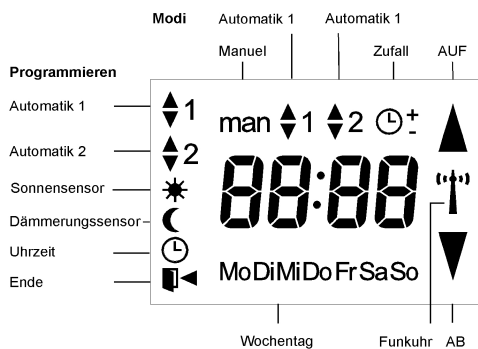 Modi Automatik 1 Automatik 1
Manuel Zufall AUF
Programmieren
Automatik 1
1 man 1 2 + -
Automatik 2
2
Sonnensensor
88:88
Dämmerungssensor
Uhrzeit
Ende
MoDiMiDoFrSaSo
Wochentag Funkuhr AB